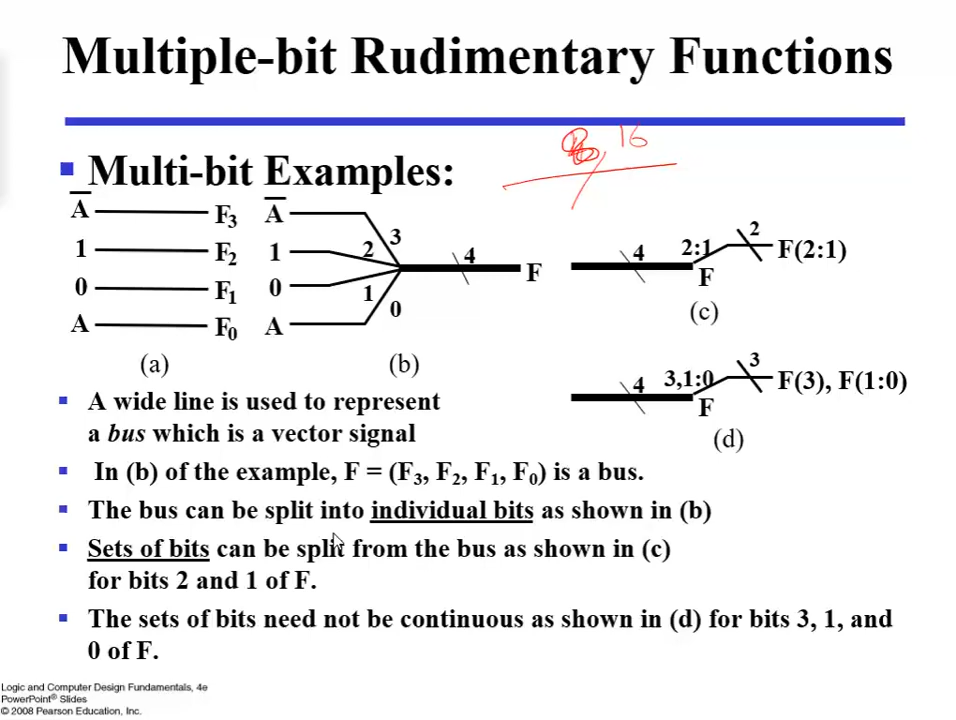 Multiple-bit Rudimentary Functions
16
Multi-bit Examples:
A̅ F₃ A̅ 3
1 F₂ 1 2 4 F
0 F₁ 0 1
A F₀ A 0
(a) (b)
4 2:1 2 F(2:1)
F
(c)
4 3,1:0 3 F(3), F(1:0)
F
(d)
A wide line is used to represent
a bus which is a vector signal
In (b) of the example, F = (F₃, F₂, F₁, F₀) is a bus.
The bus can be split into individual bits as shown in (b)
Sets of bits can be split from the bus as shown in (c)
for bits 2 and 1 of F.
The sets of bits need not be continuous as shown in (d) for bits 3, 1, and
0 of F.
Logic and Computer Design Fundamentals, 4e
PowerPoint® Slides
© 2008 Pearson Education, Inc.